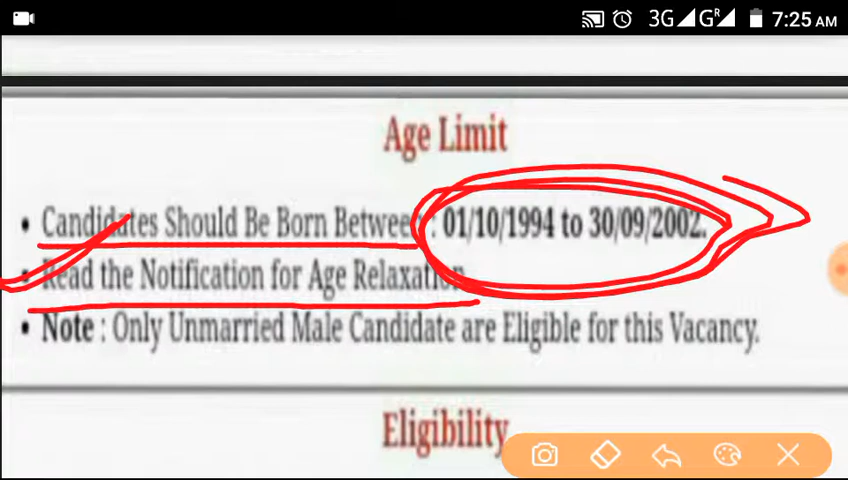 3G GR 7:25 AM
Age Limit
• Candidates Should Be Born Between : 01/10/1994 to 30/09/2002.
• Read the Notification for Age Relaxation
• Note : Only Unmarried Male Candidate are Eligible for this Vacancy.
Eligibility